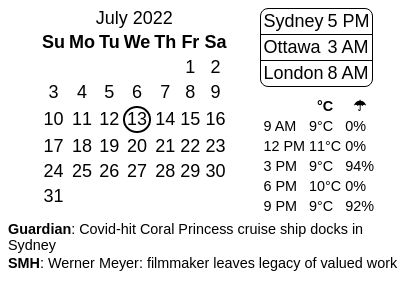 July 2022
Su Mo Tu We Th Fr Sa
1 2
3 4 5 6 7 8 9
10 11 12 13 14 15 16
17 18 19 20 21 22 23
24 25 26 27 28 29 30
31
Sydney 5 PM
Ottawa 3 AM
London 8 AM
°C ☂
9 AM 9°C 0%
12 PM 11°C 0%
3 PM 9°C 94%
6 PM 10°C 0%
9 PM 9°C 92%
Guardian: Covid-hit Coral Princess cruise ship docks in
Sydney
SMH: Werner Meyer: filmmaker leaves legacy of valued work